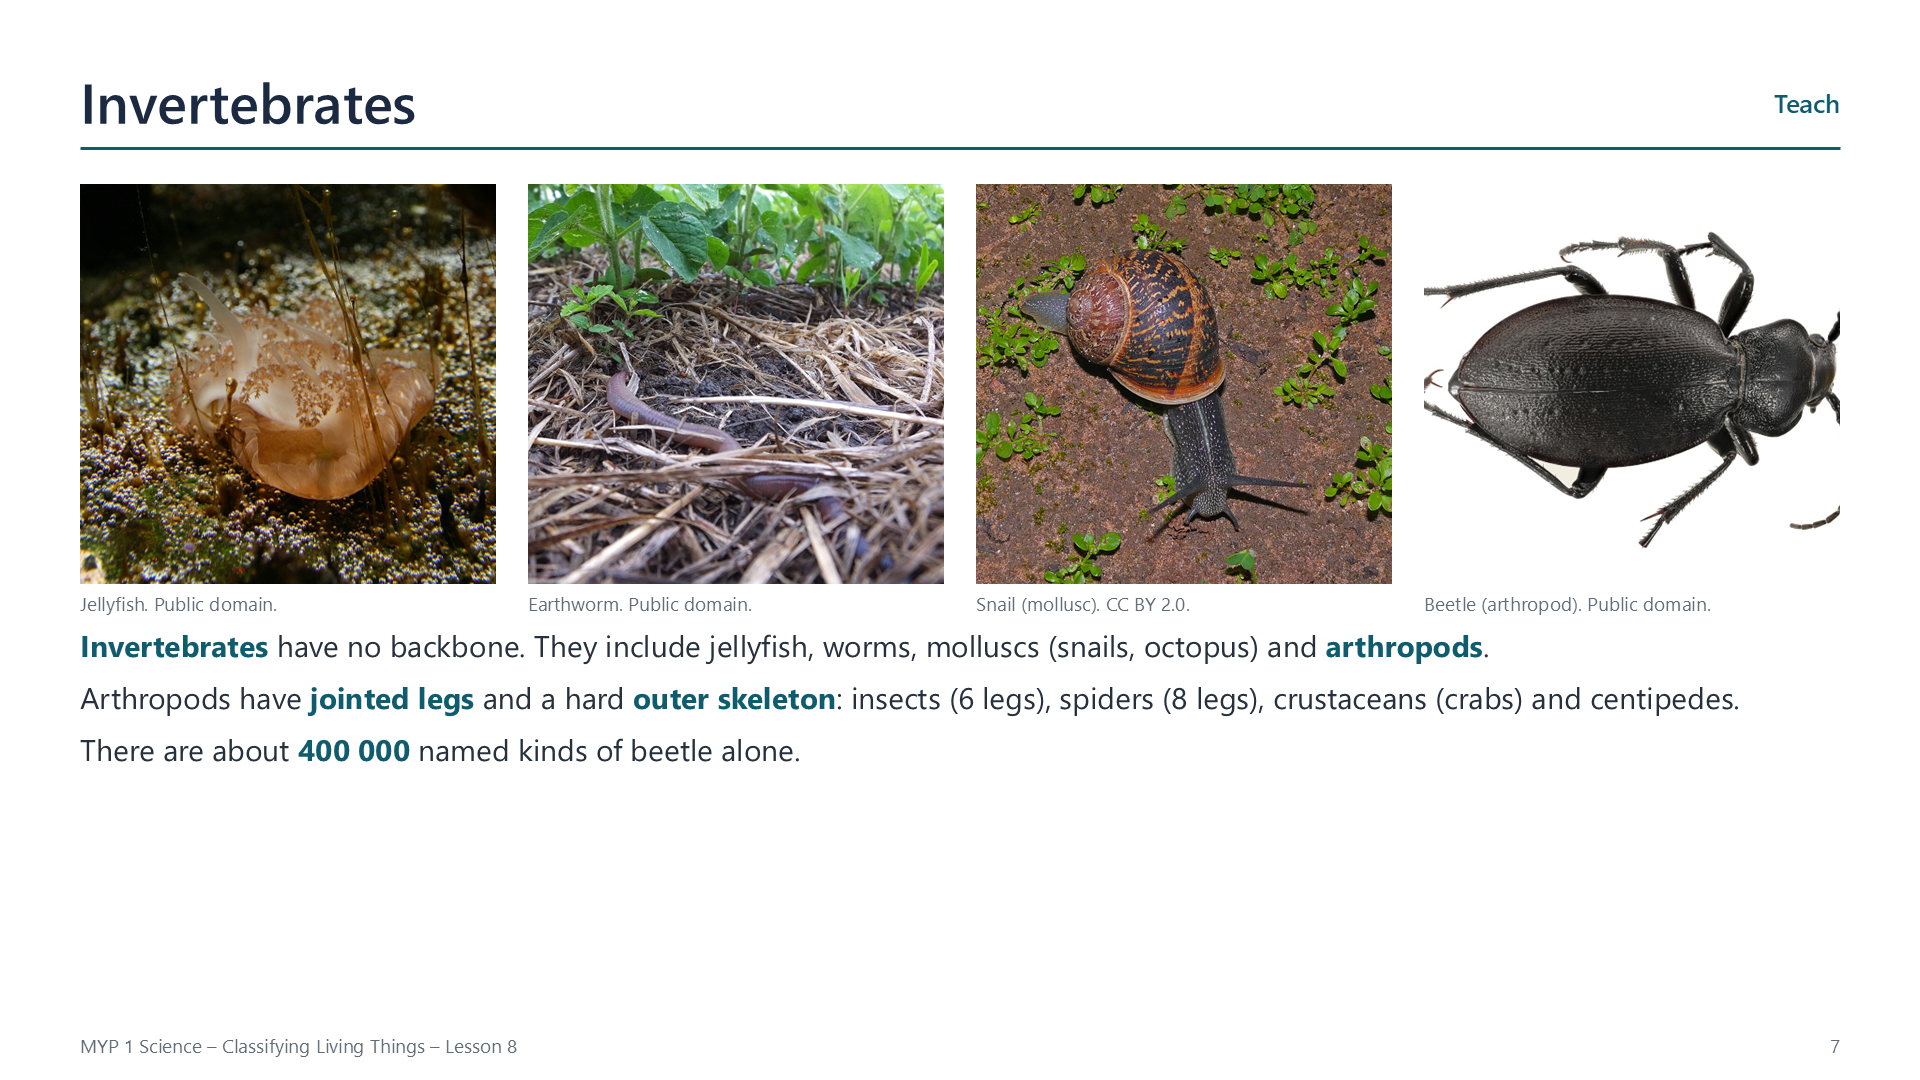 Invertebrates
Teach
Jellyfish. Public domain.
Earthworm. Public domain.
Snail (mollusc). CC BY 2.0.
Beetle (arthropod). Public domain.
Invertebrates have no backbone. They include jellyfish, worms, molluscs (snails, octopus) and arthropods.
Arthropods have jointed legs and a hard outer skeleton: insects (6 legs), spiders (8 legs), crustaceans (crabs) and centipedes.
There are about 400 000 named kinds of beetle alone.
MYP 1 Science – Classifying Living Things – Lesson 8
7